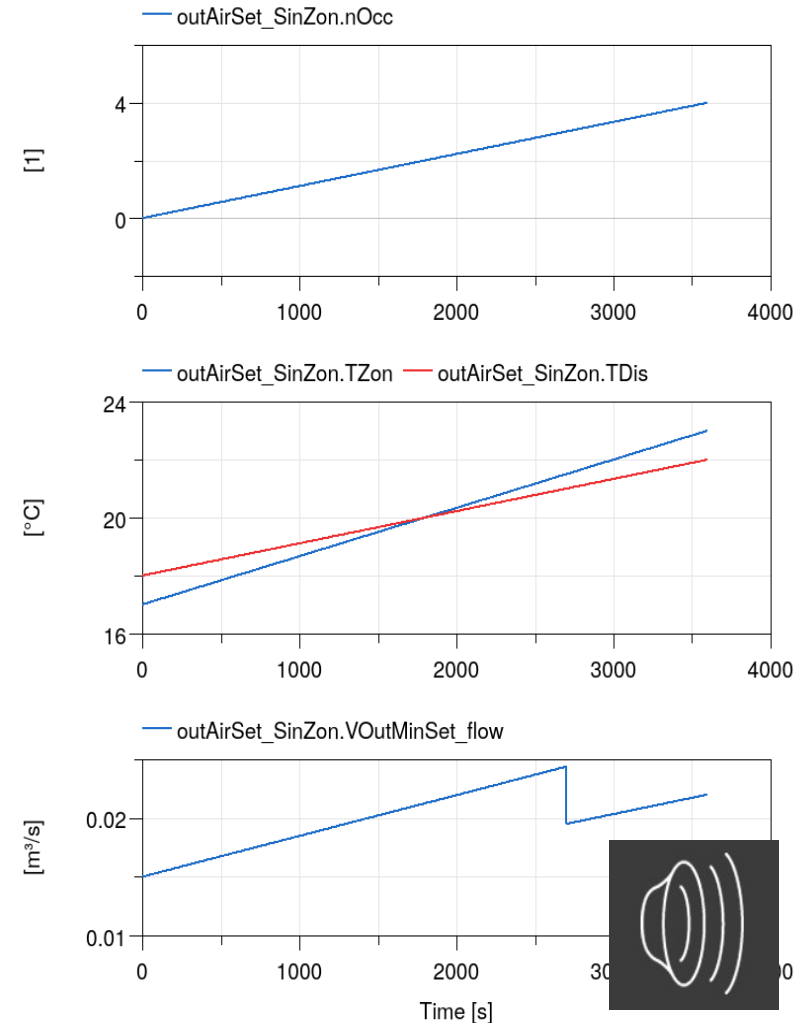 outAirSet_SinZon.nOcc
4
[1]
0
0 1000 2000 3000 4000
outAirSet_SinZon.TZon outAirSet_SinZon.TDis
24
20
[°C]
16
0 1000 2000 3000 4000
outAirSet_SinZon.VOutMinSet_flow
0.02
[m³/s]
0.01
0 1000 2000
Time [s]